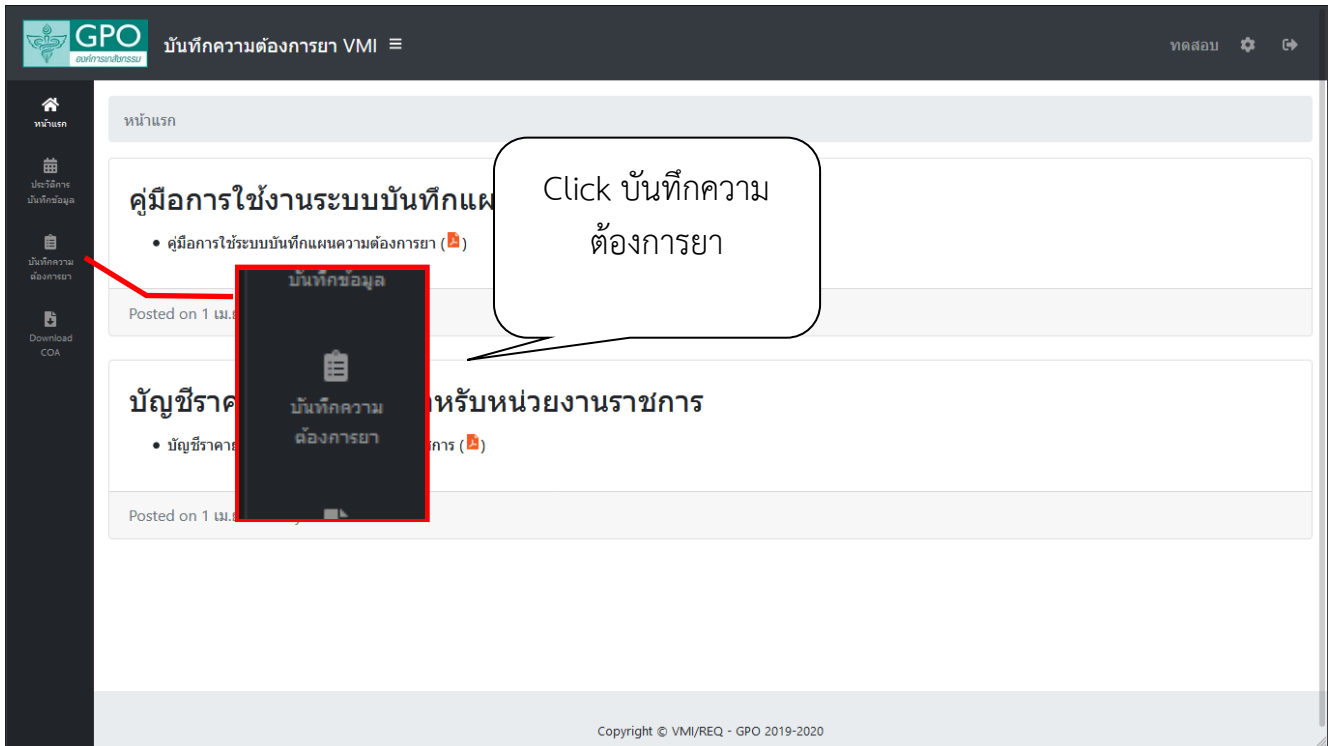 GPO
องค์การเภสัชกรรม
บันทึกความต้องการยา VMI
ทดสอบ
หน้าแรก
ประวัติการ
บันทึกข้อมูล
บันทึกความ
ต้องการยา
Download
COA
หน้าแรก
คู่มือการใช้งานระบบบันทึกแผ
• คู่มือการใช้ระบบบันทึกแผนความต้องการยา ( )
Posted on 1 เม.
Click บันทึกความ
ต้องการยา
บันทึกข้อมูล
บันทึกความ
ต้องการยา
บัญชีราค หรับหน่วยงานราชการ
• บัญชีราคา การ ( )
Posted on 1 เม.
Copyright © VMI/REQ - GPO 2019-2020